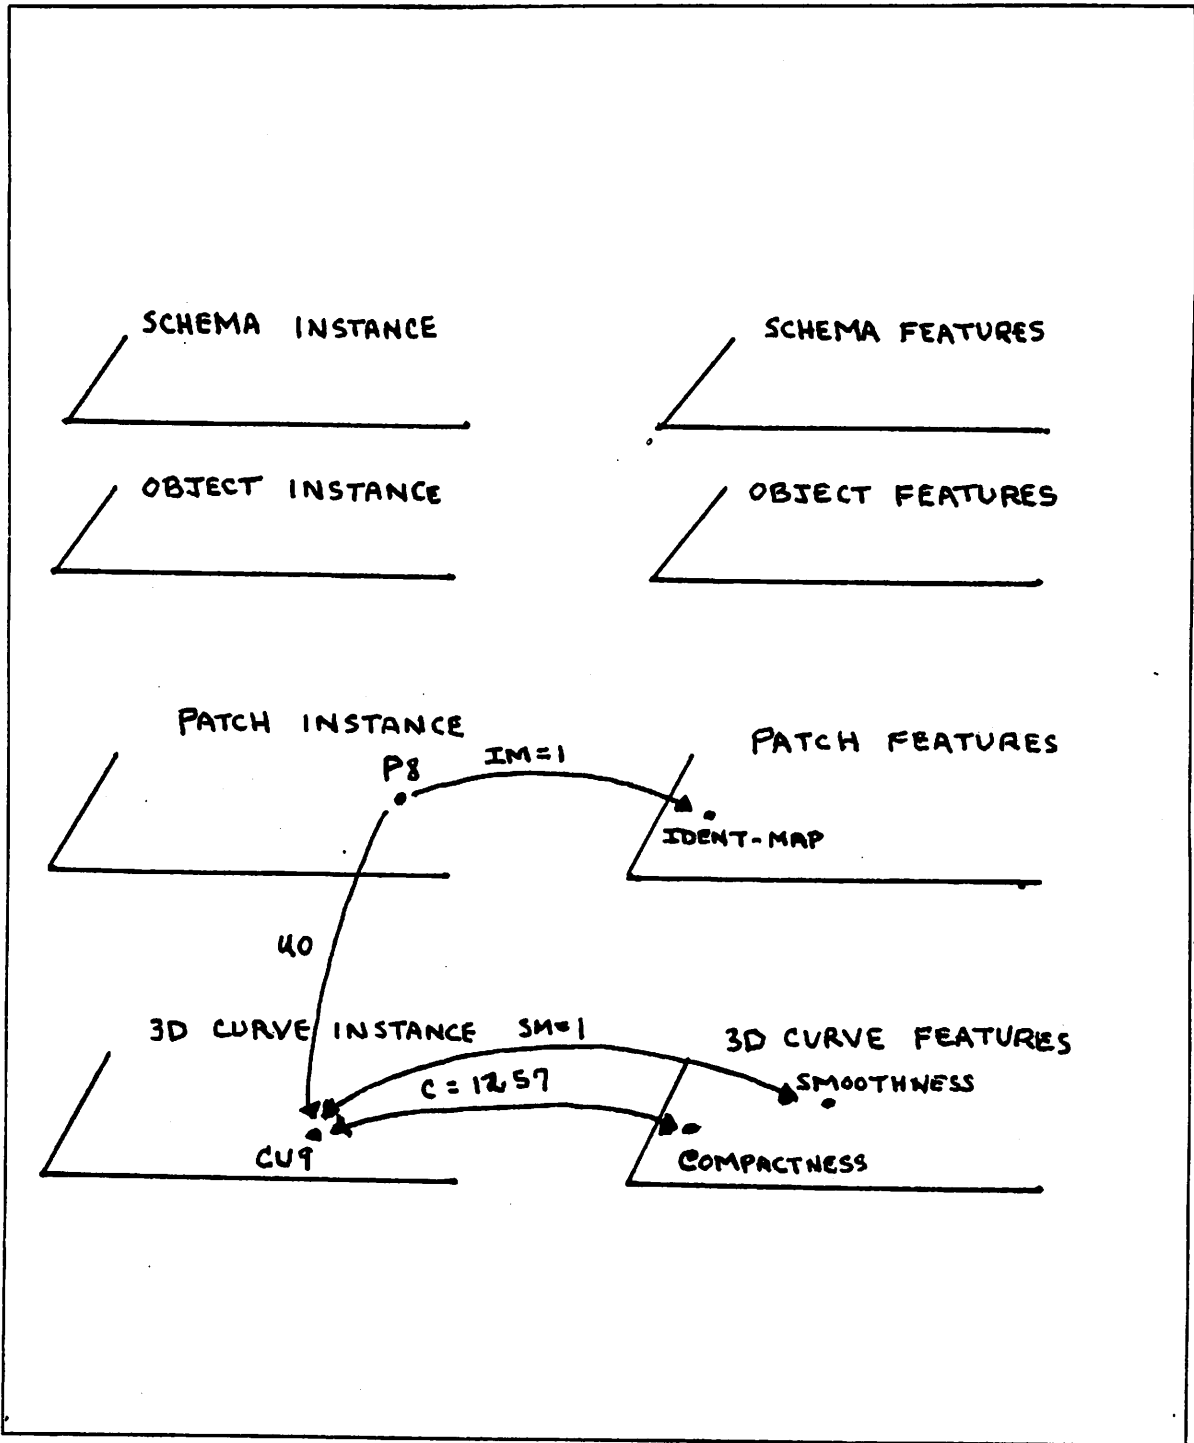 SCHEMA INSTANCE
SCHEMA FEATURES
OBJECT INSTANCE
OBJECT FEATURES
PATCH INSTANCE
PATCH FEATURES
P8
IM=1
IDENT-MAP
40
3D CURVE INSTANCE
SM=1
3D CURVE FEATURES
SMOOTHNESS
C = 12.57
CU9
COMPACTNESS